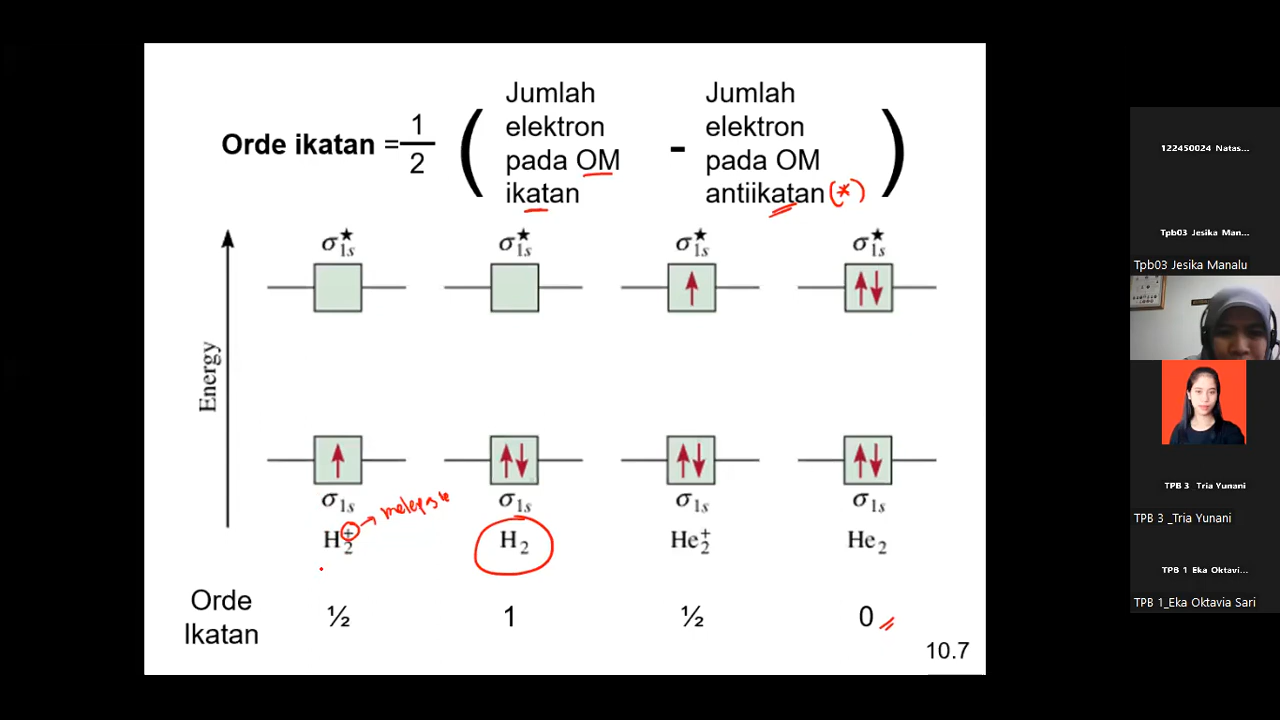 Orde ikatan = 1/2 ( Jumlah elektron pada OM ikatan - Jumlah elektron pada OM antiikatan (*) )
σ★1s σ★1s σ★1s σ★1s
Energy
σ1s σ1s σ1s σ1s
H2+ H2 He2+ He2
Orde Ikatan ½ 1 ½ 0
10.7
122450024 Natas...
Tpb03 Jesika Man...
Tpb03 Jesika Manalu
TPB 3 Tria Yunani
TPB 3 _Tria Yunani
TPB 1 Eka Oktavi...
TPB 1_Eka Oktavia Sari